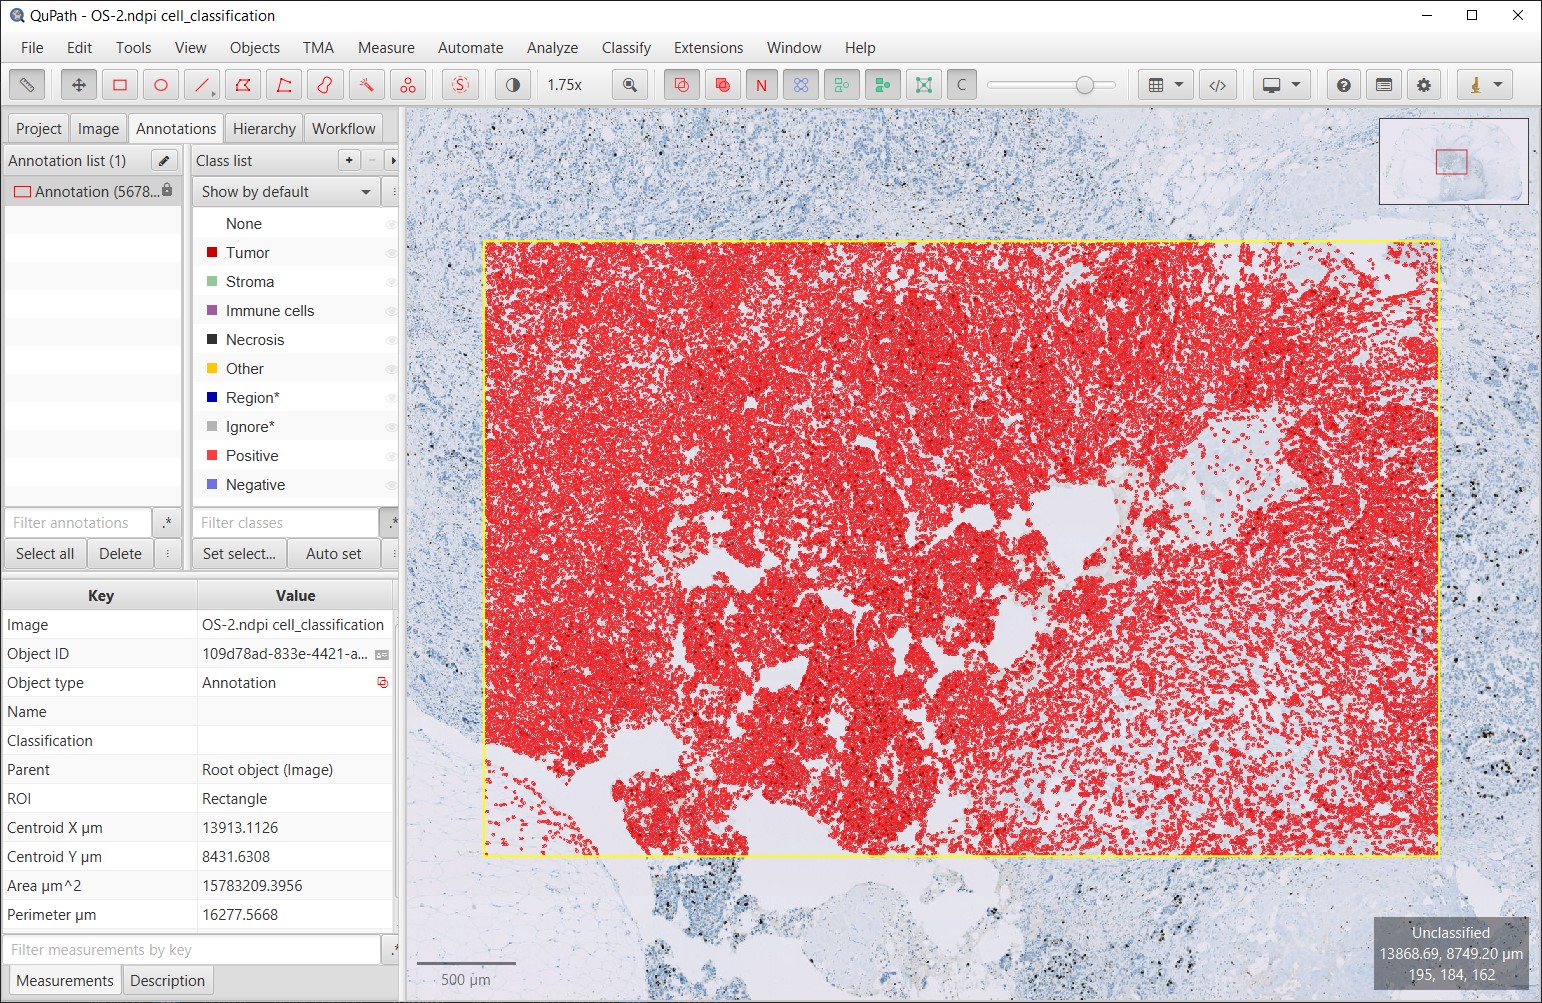 QuPath - OS-2.ndpi cell_classification
File Edit Tools View Objects TMA Measure Automate Analyze Classify Extensions Window Help
S 1.75x N C </>
Project Image Annotations Hierarchy Workflow
Annotation list (1)
Annotation (5678...
Filter annotations .*
Select all Delete
Class list + -
Show by default
None
Tumor
Stroma
Immune cells
Necrosis
Other
Region*
Ignore*
Positive
Negative
Filter classes .*
Set select... Auto set
Key Value
Image OS-2.ndpi cell_classification
Object ID 109d78ad-833e-4421-a...
Object type Annotation
Name
Classification
Parent Root object (Image)
ROI Rectangle
Centroid X µm 13913.1126
Centroid Y µm 8431.6308
Area µm^2 15783209.3956
Perimeter µm 16277.5668
Filter measurements by key .*
Measurements Description
500 µm
Unclassified
13868.69, 8749.20 µm
195, 184, 162